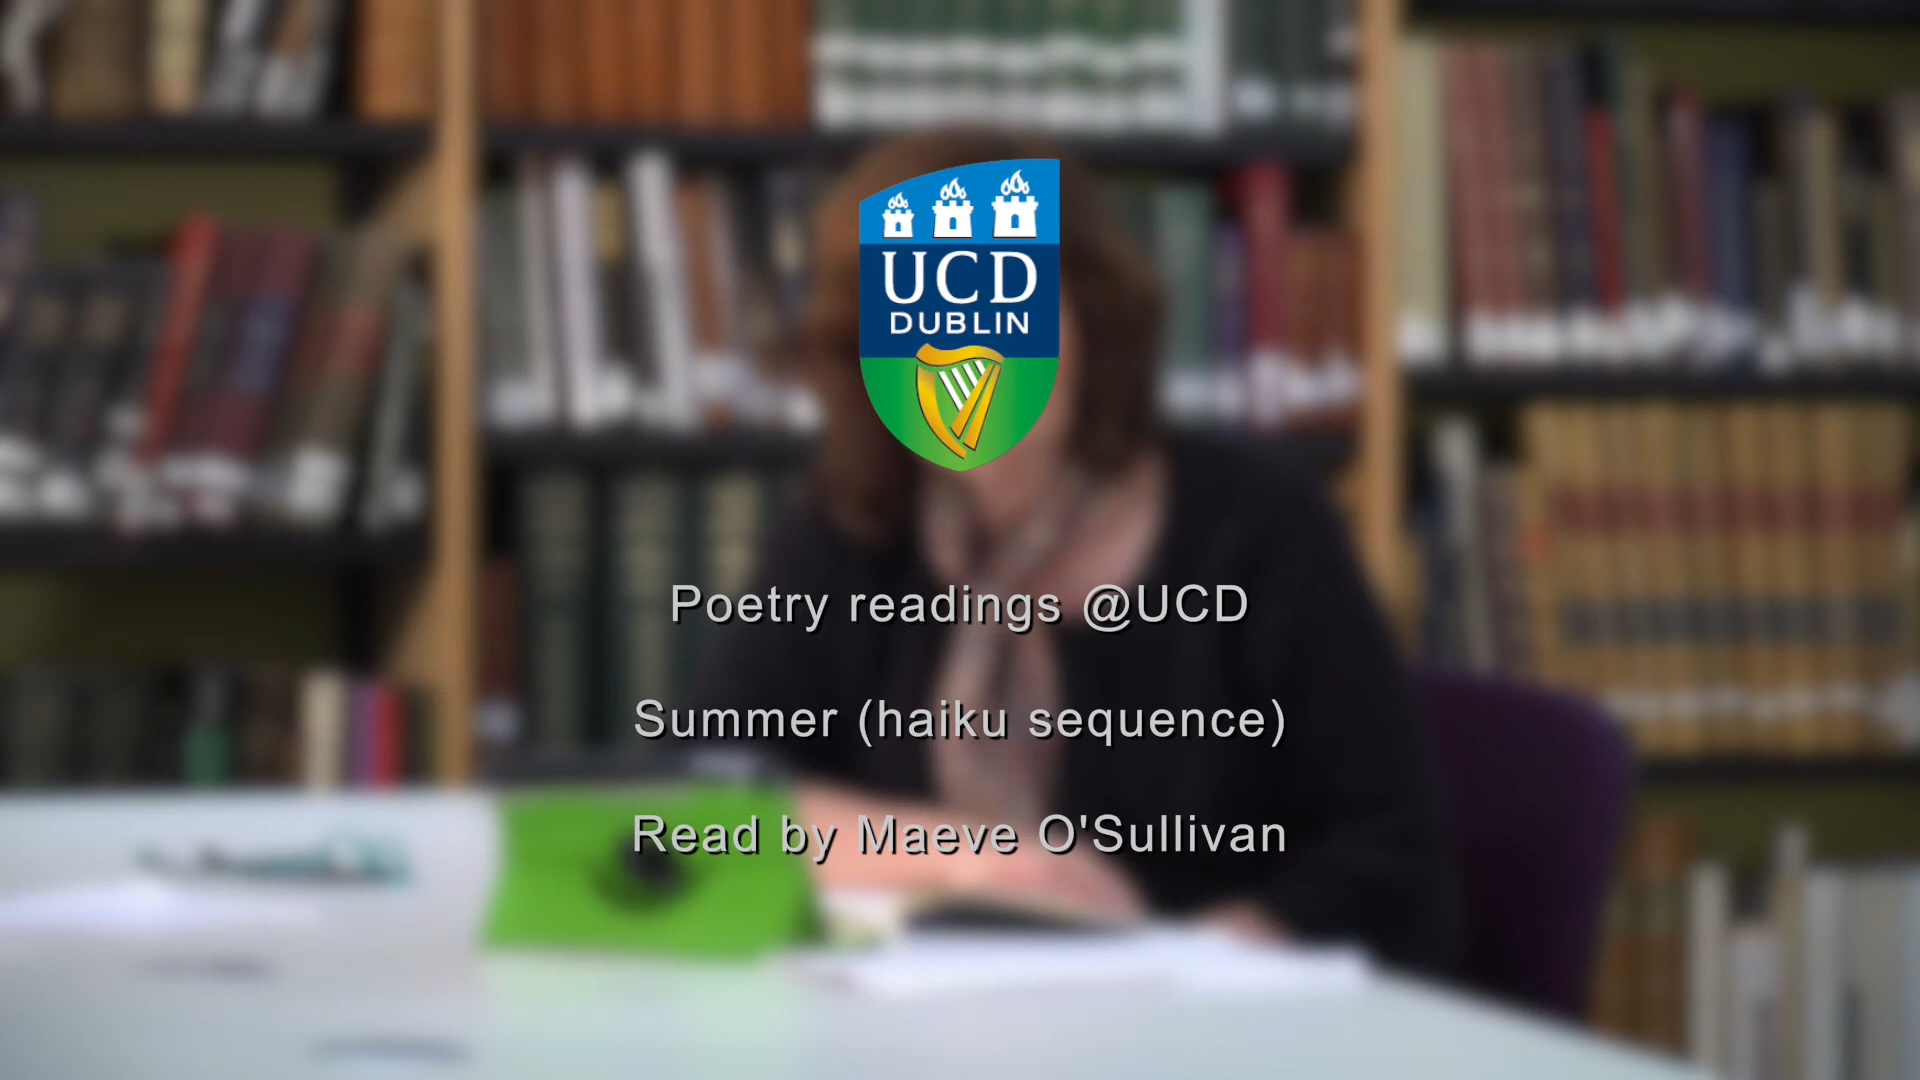 UCD
DUBLIN
Poetry readings @UCD
Summer (haiku sequence)
Read by Maeve O'Sullivan